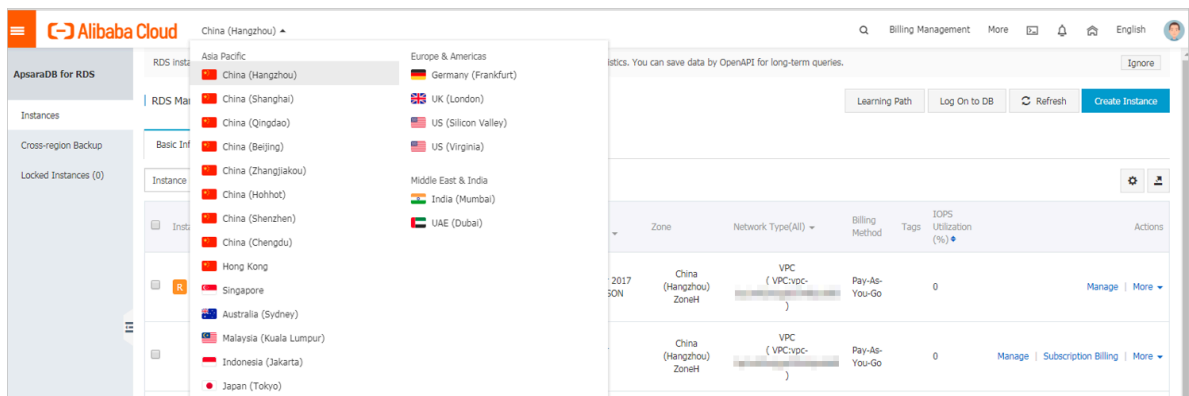 Alibaba Cloud
China (Hangzhou)
Billing Management
More
English
ApsaraDB for RDS
Instances
Cross-region Backup
Locked Instances (0)
RDS insta
istics. You can save data by OpenAPI for long-term queries.
Ignore
RDS Mar
Learning Path
Log On to DB
Refresh
Create Instance
Basic Inf
Instance
Asia Pacific
China (Hangzhou)
China (Shanghai)
China (Qingdao)
China (Beijing)
China (Zhangjiakou)
China (Hohhot)
China (Shenzhen)
China (Chengdu)
Hong Kong
Singapore
Australia (Sydney)
Malaysia (Kuala Lumpur)
Indonesia (Jakarta)
Japan (Tokyo)
Europe & Americas
Germany (Frankfurt)
UK (London)
US (Silicon Valley)
US (Virginia)
Middle East & India
India (Mumbai)
UAE (Dubai)
Insta
Zone
Network Type(All)
Billing
Method
Tags
IOPS
Utilization
(%)
Actions
R
2017
SON
China
(Hangzhou)
ZoneH
VPC
( VPC:vpc-
)
Pay-As-
You-Go
0
Manage | More
China
(Hangzhou)
ZoneH
VPC
( VPC:vpc-
)
Pay-As-
You-Go
0
Manage | Subscription Billing | More